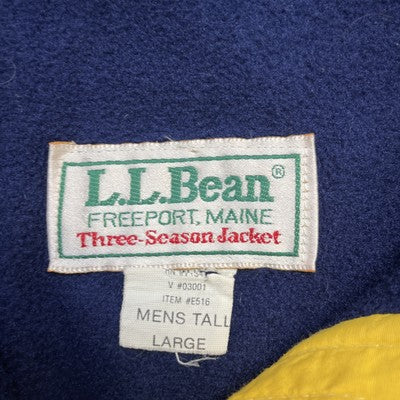 L.L.Bean®
FREEPORT, MAINE
Three-Season Jacket
V #03001
ITEM #E516
MENS TALL
LARGE